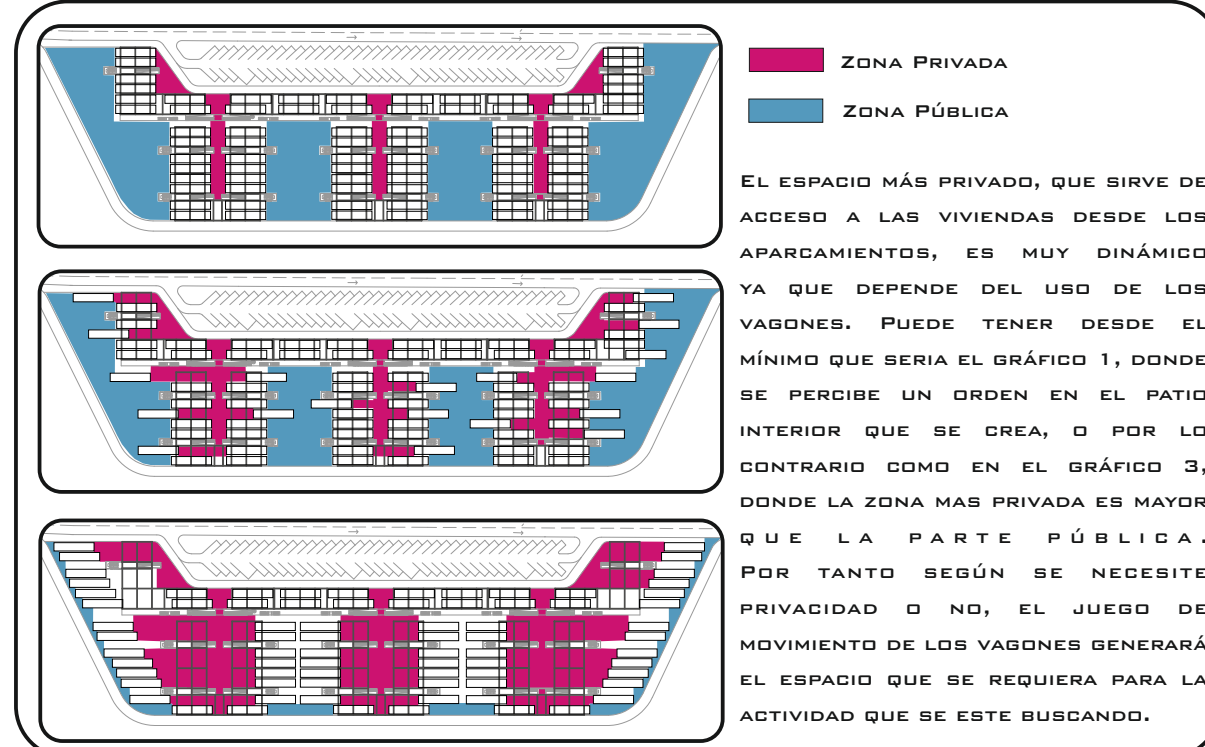 Zona Privada
Zona Pública
El espacio más privado, que sirve de
acceso a las viviendas desde los
aparcamientos, es muy dinámico
ya que depende del uso de los
vagones. Puede tener desde el
mínimo que seria el gráfico 1, donde
se percibe un orden en el patio
interior que se crea, o por lo
contrario como en el gráfico 3,
donde la zona mas privada es mayor
que la parte pública.
Por tanto según se necesite
privacidad o no, el juego de
movimiento de los vagones generará
el espacio que se requiera para la
actividad que se este buscando.